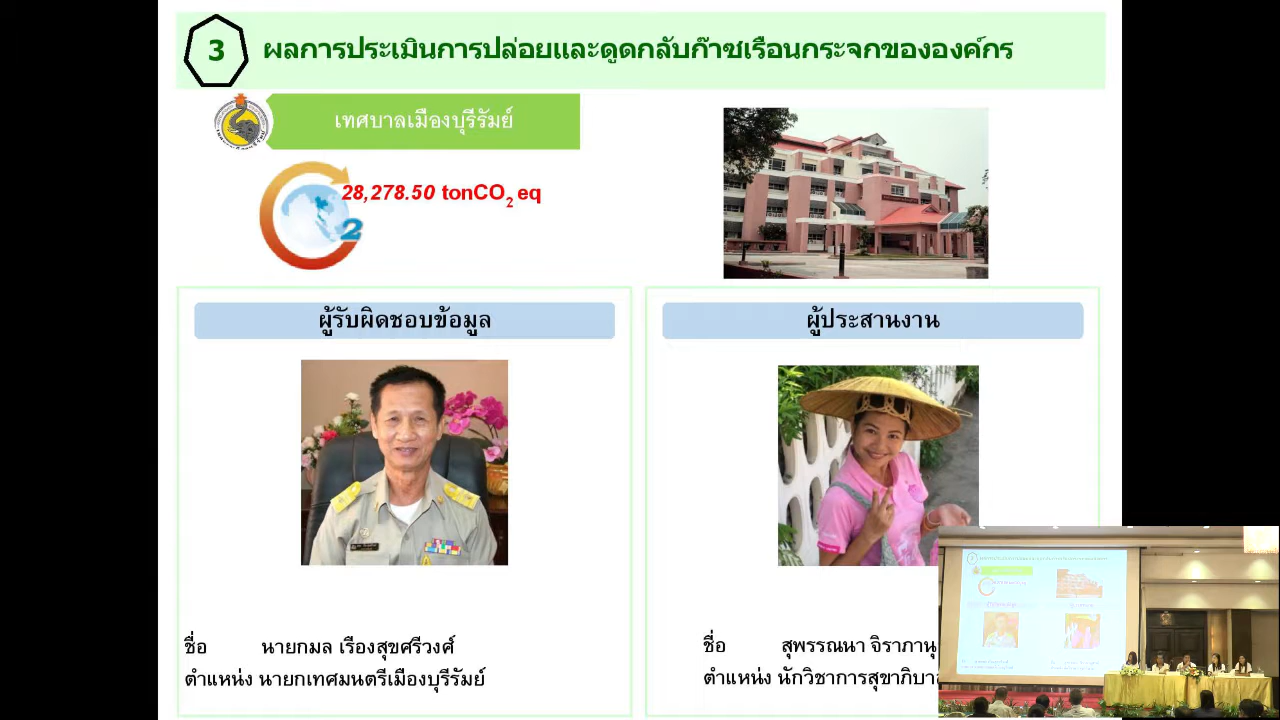 3
ผลการประเมินการปล่อยและดูดกลับก๊าซเรือนกระจกขององค์กร
เทศบาลเมืองบุรีรัมย์
28,278.50 tonCO2 eq
2
ผู้รับผิดชอบข้อมูล
ผู้ประสานงาน
ชื่อ นายกมล เรืองสุขศรีวงศ์
ตำแหน่ง นายกเทศมนตรีเมืองบุรีรัมย์
ชื่อ สุพรรณนา จิราภานุ
ตำแหน่ง นักวิชาการสุขาภิบาล